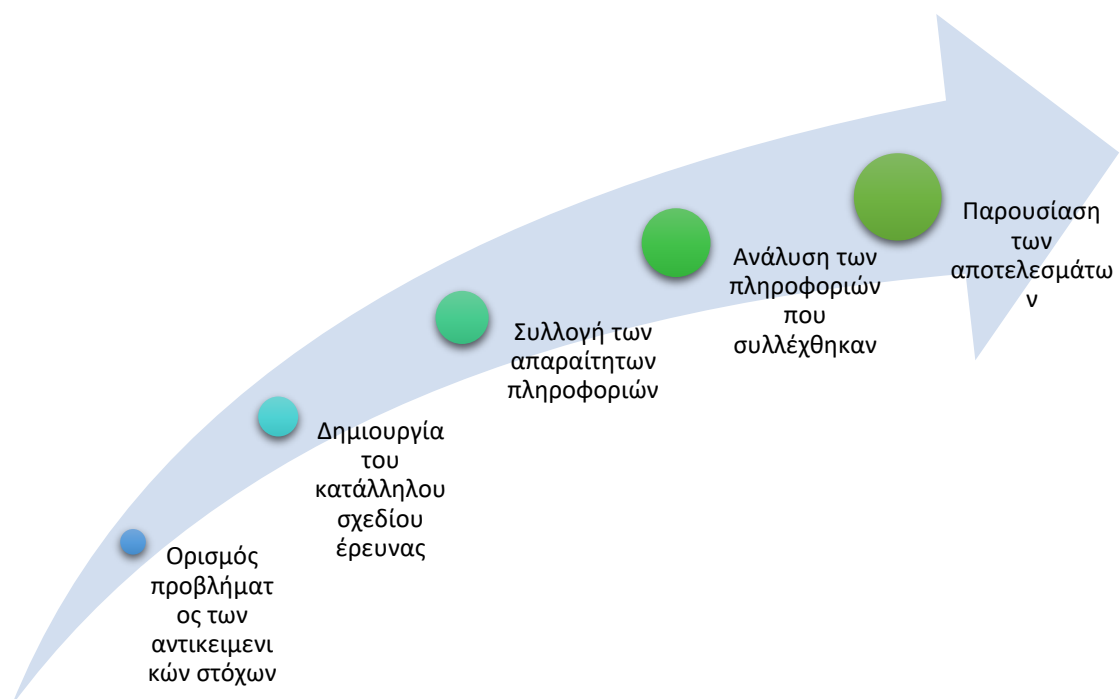 Ορισμός
προβλήματ
ος των
αντικειμενι
κών στόχων
Δημιουργία
του
κατάλληλου
σχεδίου
έρευνας
Συλλογή των
απαραίτητων
πληροφοριών
Ανάλυση των
πληροφοριών
που
συλλέχθηκαν
Παρουσίαση
των
αποτελεσμάτω
ν